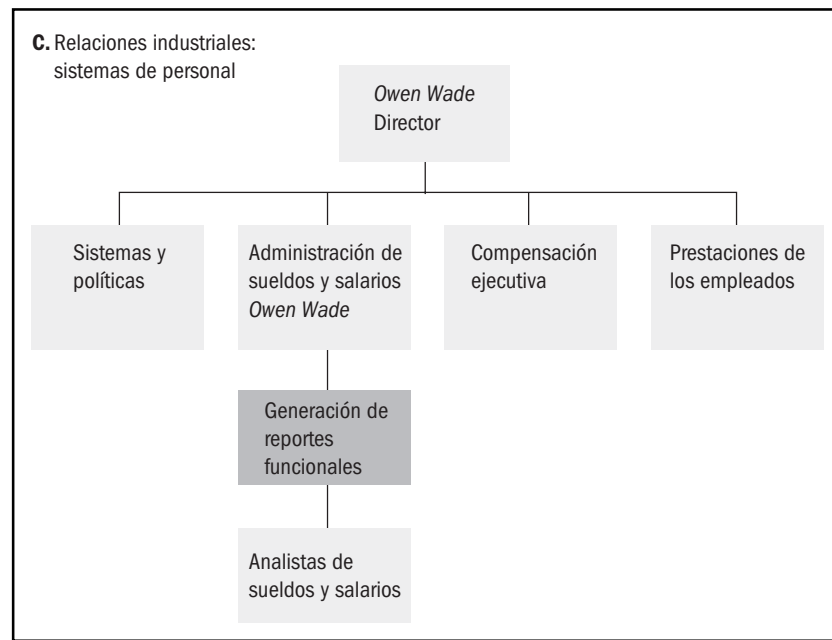 C. Relaciones industriales:
sistemas de personal
Owen Wade
Director
Sistemas y
políticas
Administración de
sueldos y salarios
Owen Wade
Compensación
ejecutiva
Prestaciones de
los empleados
Generación de
reportes
funcionales
Analistas de
sueldos y salarios